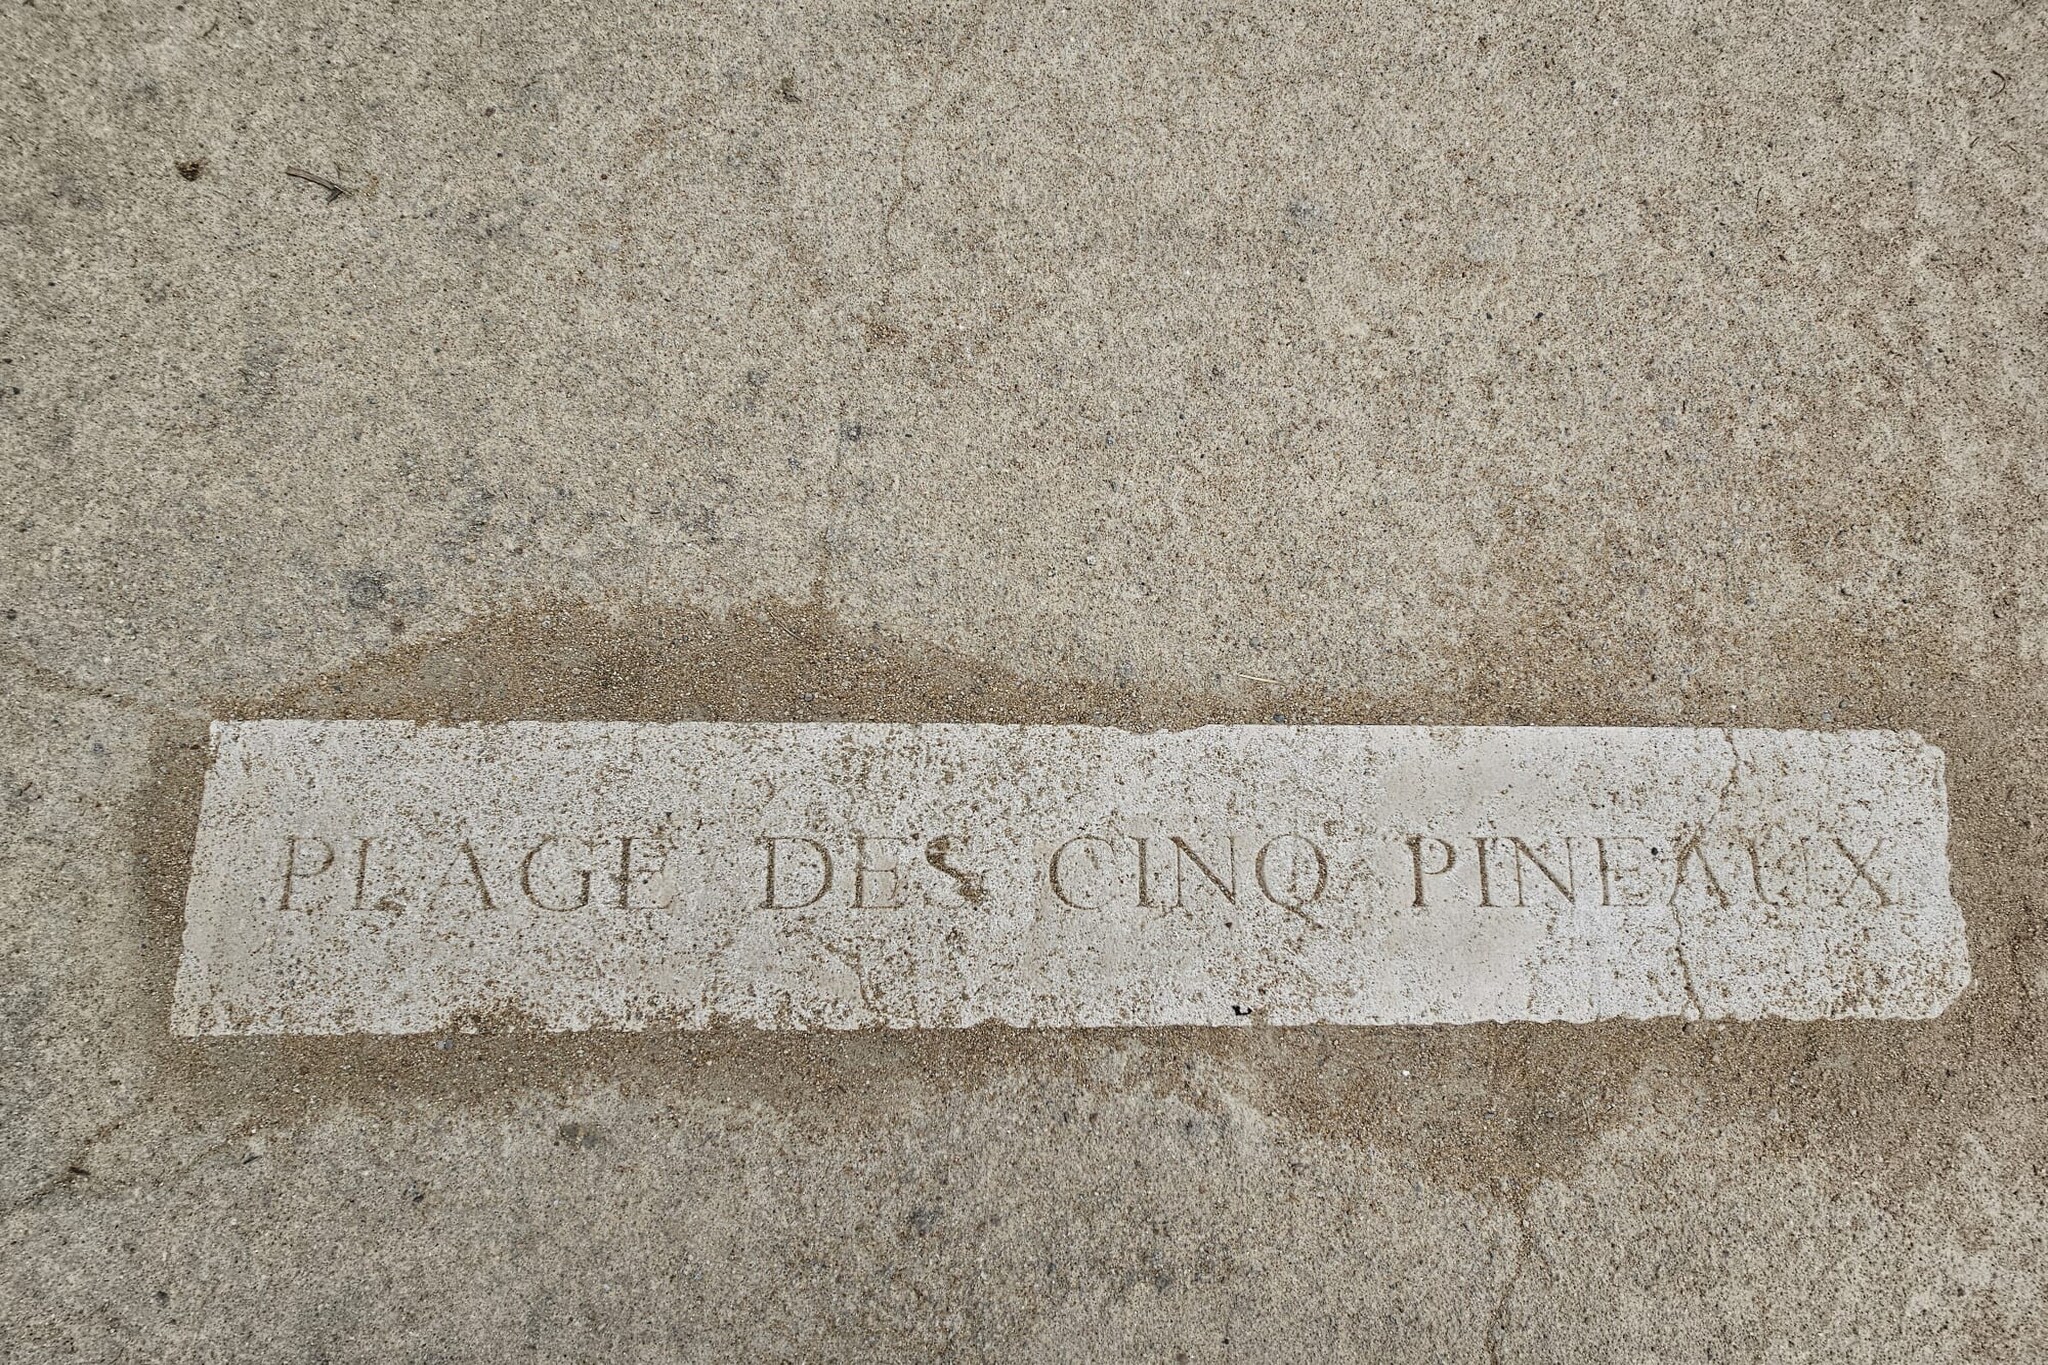 PLAGE DES CINQ PINEAUX